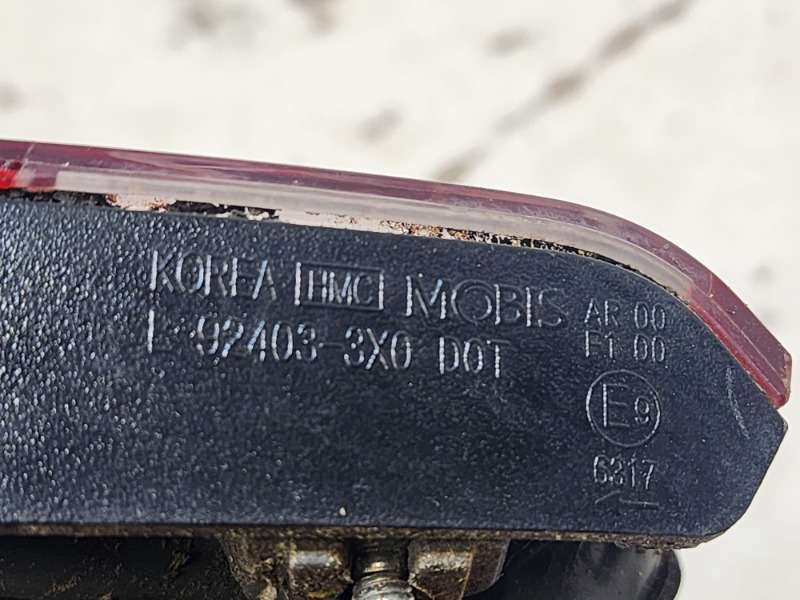 KOREA HMC MOBIS
L 92403-3X0 DOT
AR 00
F1 00
E9
6317